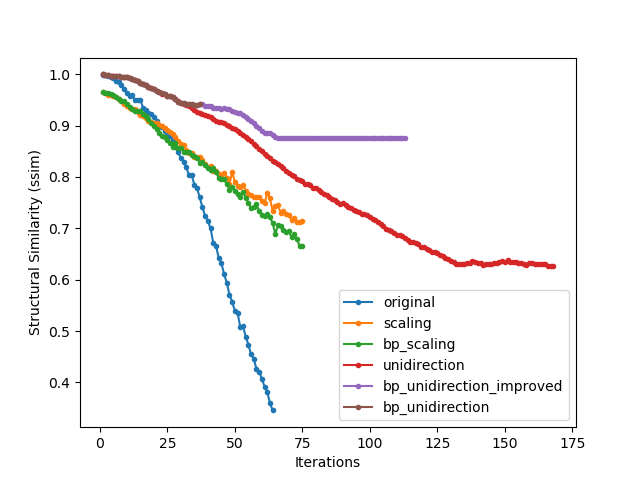 Structural Similarity (ssim)
1.0
0.9
0.8
0.7
0.6
0.5
0.4
original
scaling
bp_scaling
unidirection
bp_unidirection_improved
bp_unidirection
0 25 50 75 100 125 150 175
Iterations